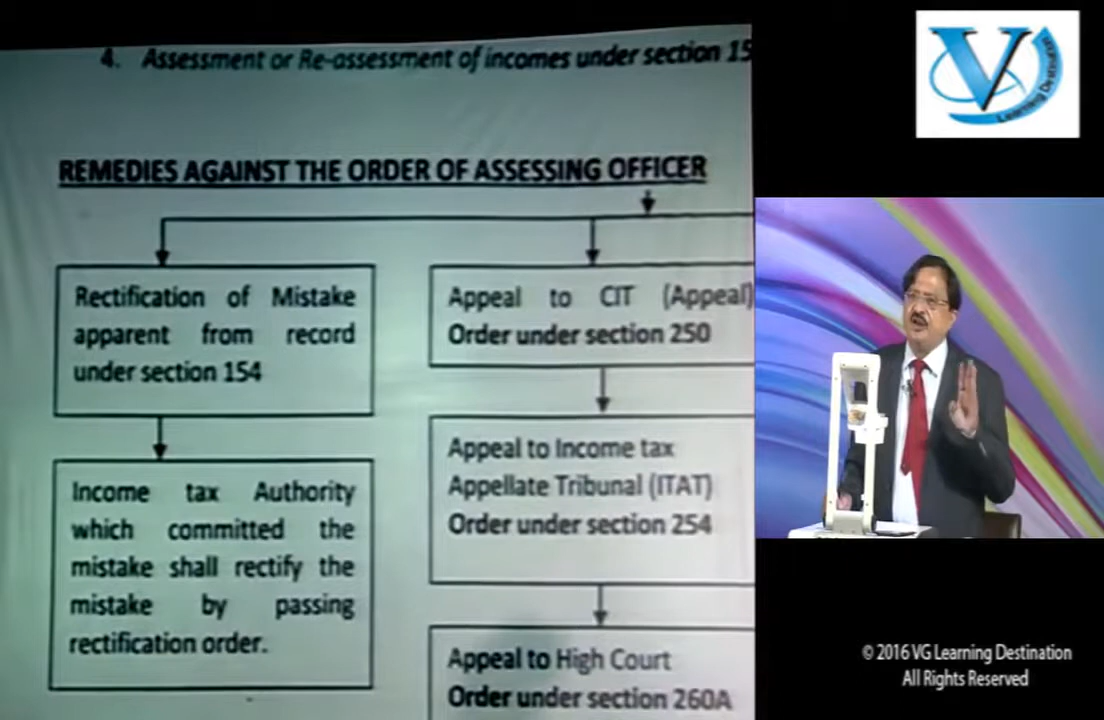 4. Assessment or Re-assessment of incomes under section 15
REMEDIES AGAINST THE ORDER OF ASSESSING OFFICER
Rectification of Mistake
apparent from record
under section 154
Income tax Authority
which committed the
mistake shall rectify the
mistake by passing
rectification order.
Appeal to CIT (Appeal)
Order under section 250
Appeal to Income tax
Appellate Tribunal (ITAT)
Order under section 254
Appeal to High Court
Order under section 260A
V
Learning Destination
© 2016 VG Learning Destination
All Rights Reserved